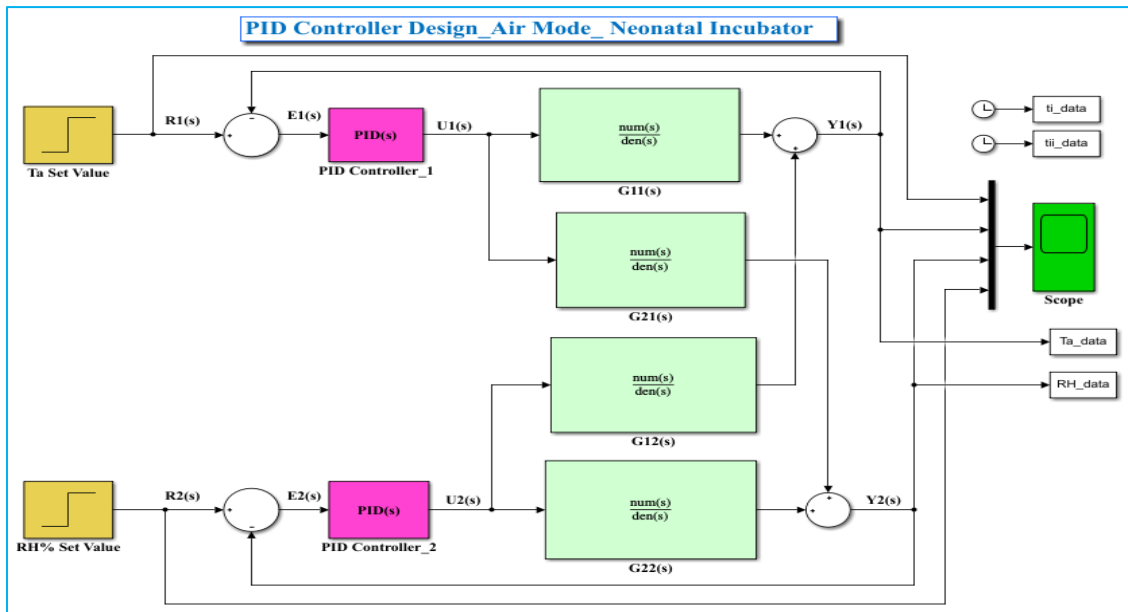 PID Controller Design_Air Mode_ Neonatal Incubator
Ta Set Value
R1(s)
E1(s)
PID(s)
PID Controller_1
U1(s)
num(s)
den(s)
G11(s)
Y1(s)
ti_data
tii_data
num(s)
den(s)
G21(s)
Scope
num(s)
den(s)
G12(s)
Ta_data
RH_data
RH% Set Value
R2(s)
E2(s)
PID(s)
PID Controller_2
U2(s)
num(s)
den(s)
G22(s)
Y2(s)